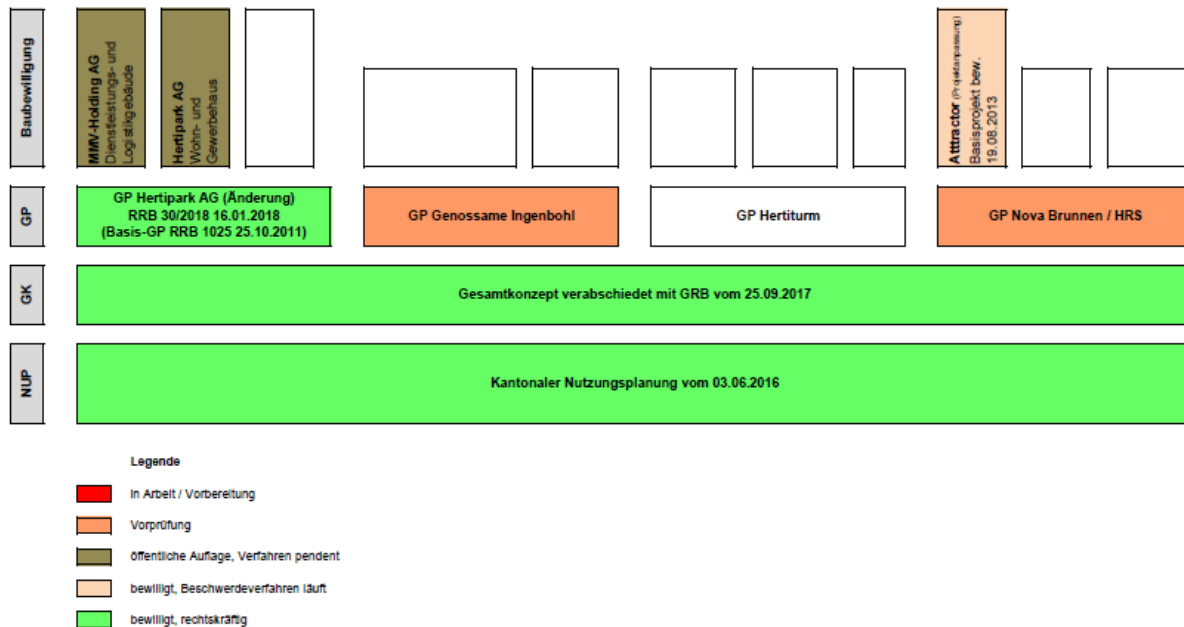 Baubewilligung
MMV-Holding AG
Dienstleistungs- und
Logistikgebäude
Hertipark AG
Wohn- und
Gewerbehaus
Atttractor (Projektanpassung)
Basisprojekt bew.
19.08.2013
GP
GP Hertipark AG (Änderung)
RRB 30/2018 16.01.2018
(Basis-GP RRB 1025 25.10.2011)
GP Genossame Ingenbohl
GP Hertiturm
GP Nova Brunnen / HRS
GK
Gesamtkonzept verabschiedet mit GRB vom 25.09.2017
NUP
Kantonaler Nutzungsplanung vom 03.06.2016
Legende
In Arbeit / Vorbereitung
Vorprüfung
öffentliche Auflage, Verfahren pendent
bewilligt, Beschwerdeverfahren läuft
bewilligt, rechtskräftig